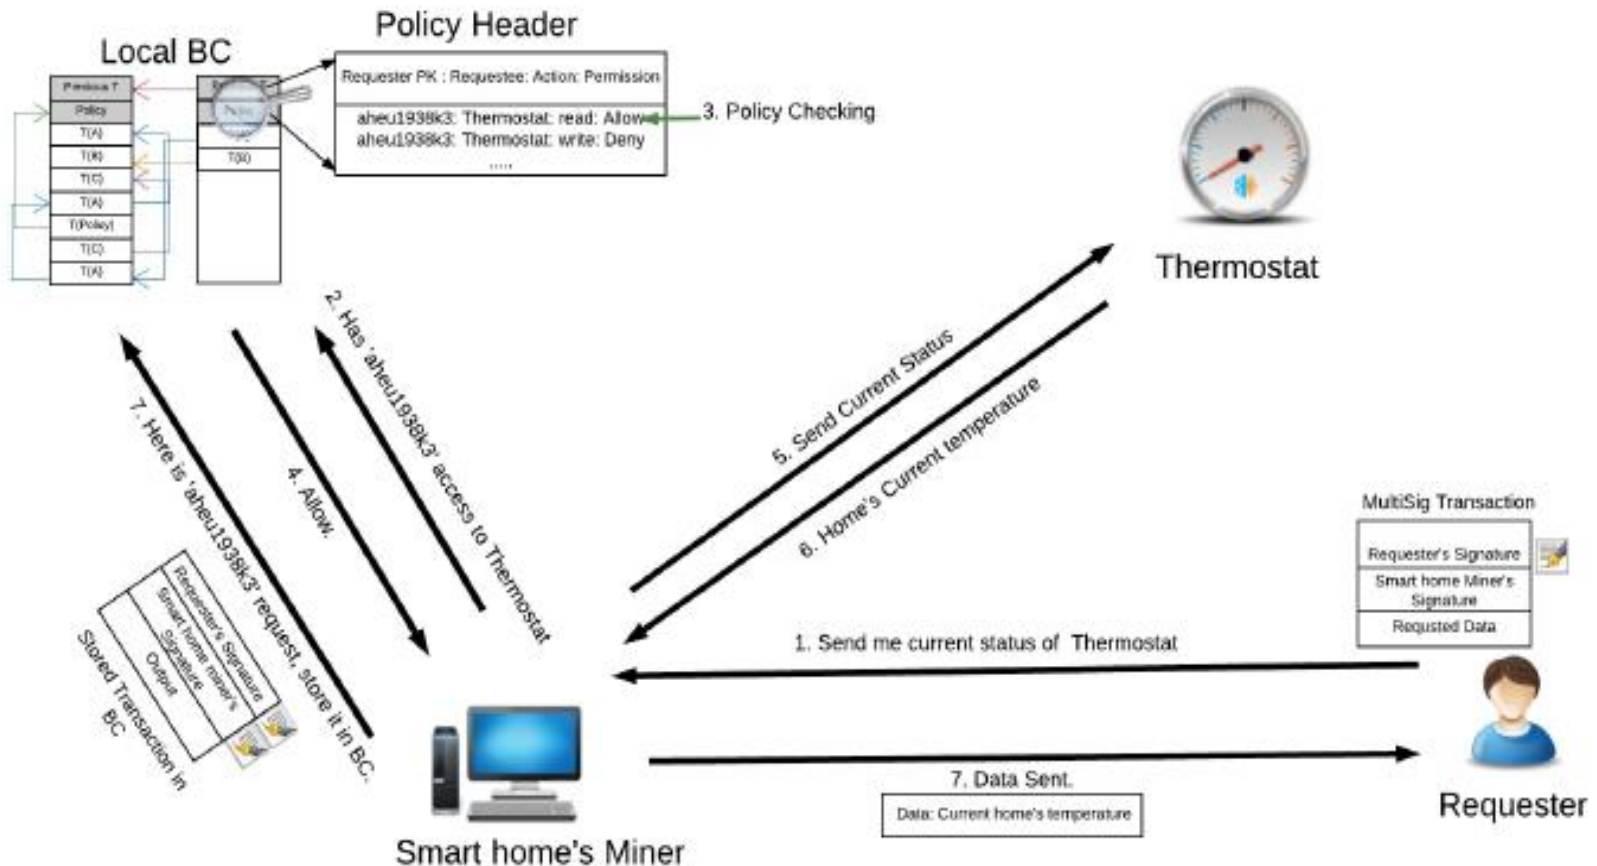 Policy Header
Local BC
Requester PK : Requestee: Action: Permission
aheu1938k3: Thermostat: read: Allow
aheu1938k3: Thermostat: write: Deny
.....
3. Policy Checking
Previous T
Policy
T(A)
T(B)
T(C)
T(A)
T(Policy)
T(C)
T(A)
Policy
T(B)
Thermostat
2. Has 'aheu1938k3' access to Thermostat
4. Allow.
7. Here is 'aheu1938k3' request, store it in BC.
Requester's Signature
Smart home miner's
Signature
Output
Stored Transaction in
BC
5. Send Current Status
6. Home's Current temperature
MultiSig Transaction
Requester's Signature
Smart home Miner's
Signature
Requsted Data
1. Send me current status of Thermostat
7. Data Sent.
Data: Current home's temperature
Requester
Smart home's Miner